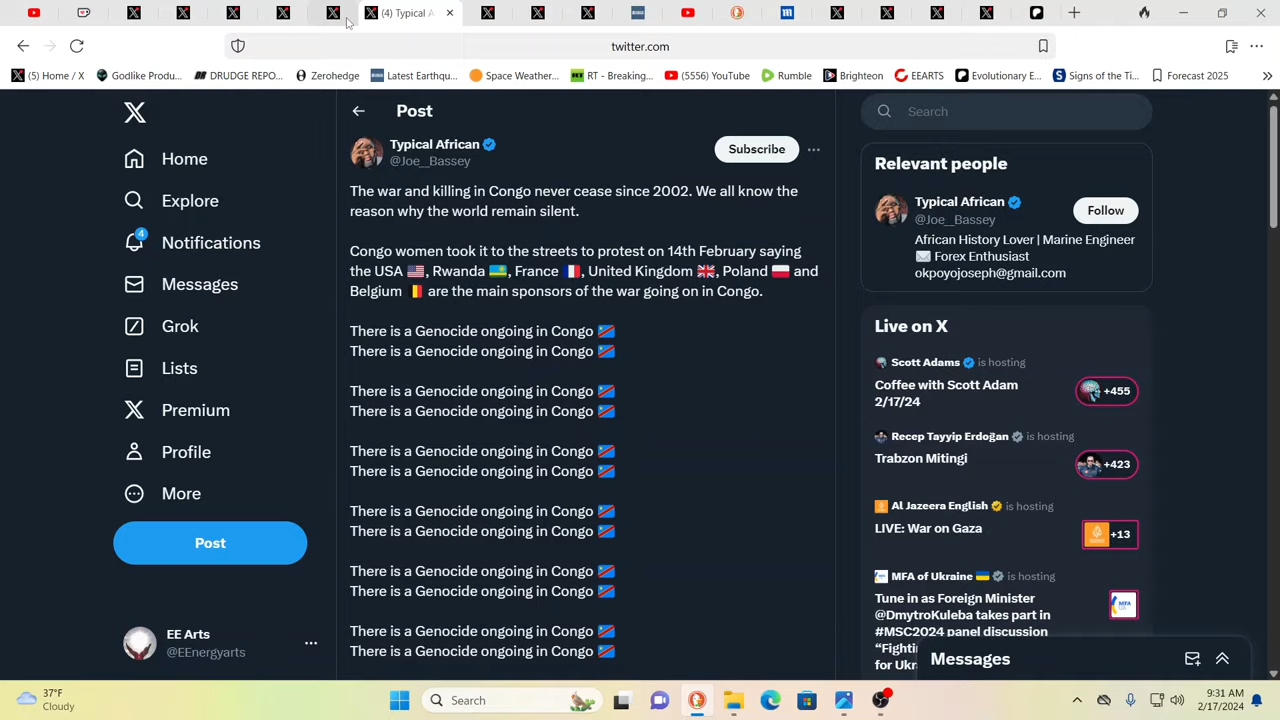 (4) Typical A
twitter.com
(5) Home / X
Godlike Produ...
DRUDGE REPO...
Zerohedge
Latest Earthqu...
Space Weather...
RT - Breaking...
(5556) YouTube
Rumble
Brighteon
EEARTS
Evolutionary E...
Signs of the Ti...
Forecast 2025
Home
Explore
4
Notifications
Messages
Grok
Lists
Premium
Profile
More
Post
EE Arts
@EEnergyarts
Post
Typical African
@Joe__Bassey
Subscribe
The war and killing in Congo never cease since 2002. We all know the
reason why the world remain silent.
Congo women took it to the streets to protest on 14th February saying
the USA 🇺🇸, Rwanda 🇷🇼, France 🇫🇷, United Kingdom 🇬🇧, Poland 🇵🇱 and
Belgium 🇧🇪 are the main sponsors of the war going on in Congo.
There is a Genocide ongoing in Congo 🇨🇩
There is a Genocide ongoing in Congo 🇨🇩
There is a Genocide ongoing in Congo 🇨🇩
There is a Genocide ongoing in Congo 🇨🇩
There is a Genocide ongoing in Congo 🇨🇩
There is a Genocide ongoing in Congo 🇨🇩
There is a Genocide ongoing in Congo 🇨🇩
There is a Genocide ongoing in Congo 🇨🇩
There is a Genocide ongoing in Congo 🇨🇩
There is a Genocide ongoing in Congo 🇨🇩
There is a Genocide ongoing in Congo 🇨🇩
There is a Genocide ongoing in Congo 🇨🇩
Search
Relevant people
Typical African
@Joe__Bassey
Follow
African History Lover | Marine Engineer
✉️ Forex Enthusiast
okpoyojoseph@gmail.com
Live on X
Scott Adams is hosting
Coffee with Scott Adam
2/17/24
+455
Recep Tayyip Erdoğan is hosting
Trabzon Mitingi
+423
Al Jazeera English is hosting
LIVE: War on Gaza
+13
MFA of Ukraine 🇺🇦 is hosting
Tune in as Foreign Minister
@DmytroKuleba takes part in
#MSC2024 panel discussion
“Fighti
for Ukra
MFA
Messages
37°F
Cloudy
Search
9:31 AM
2/17/2024